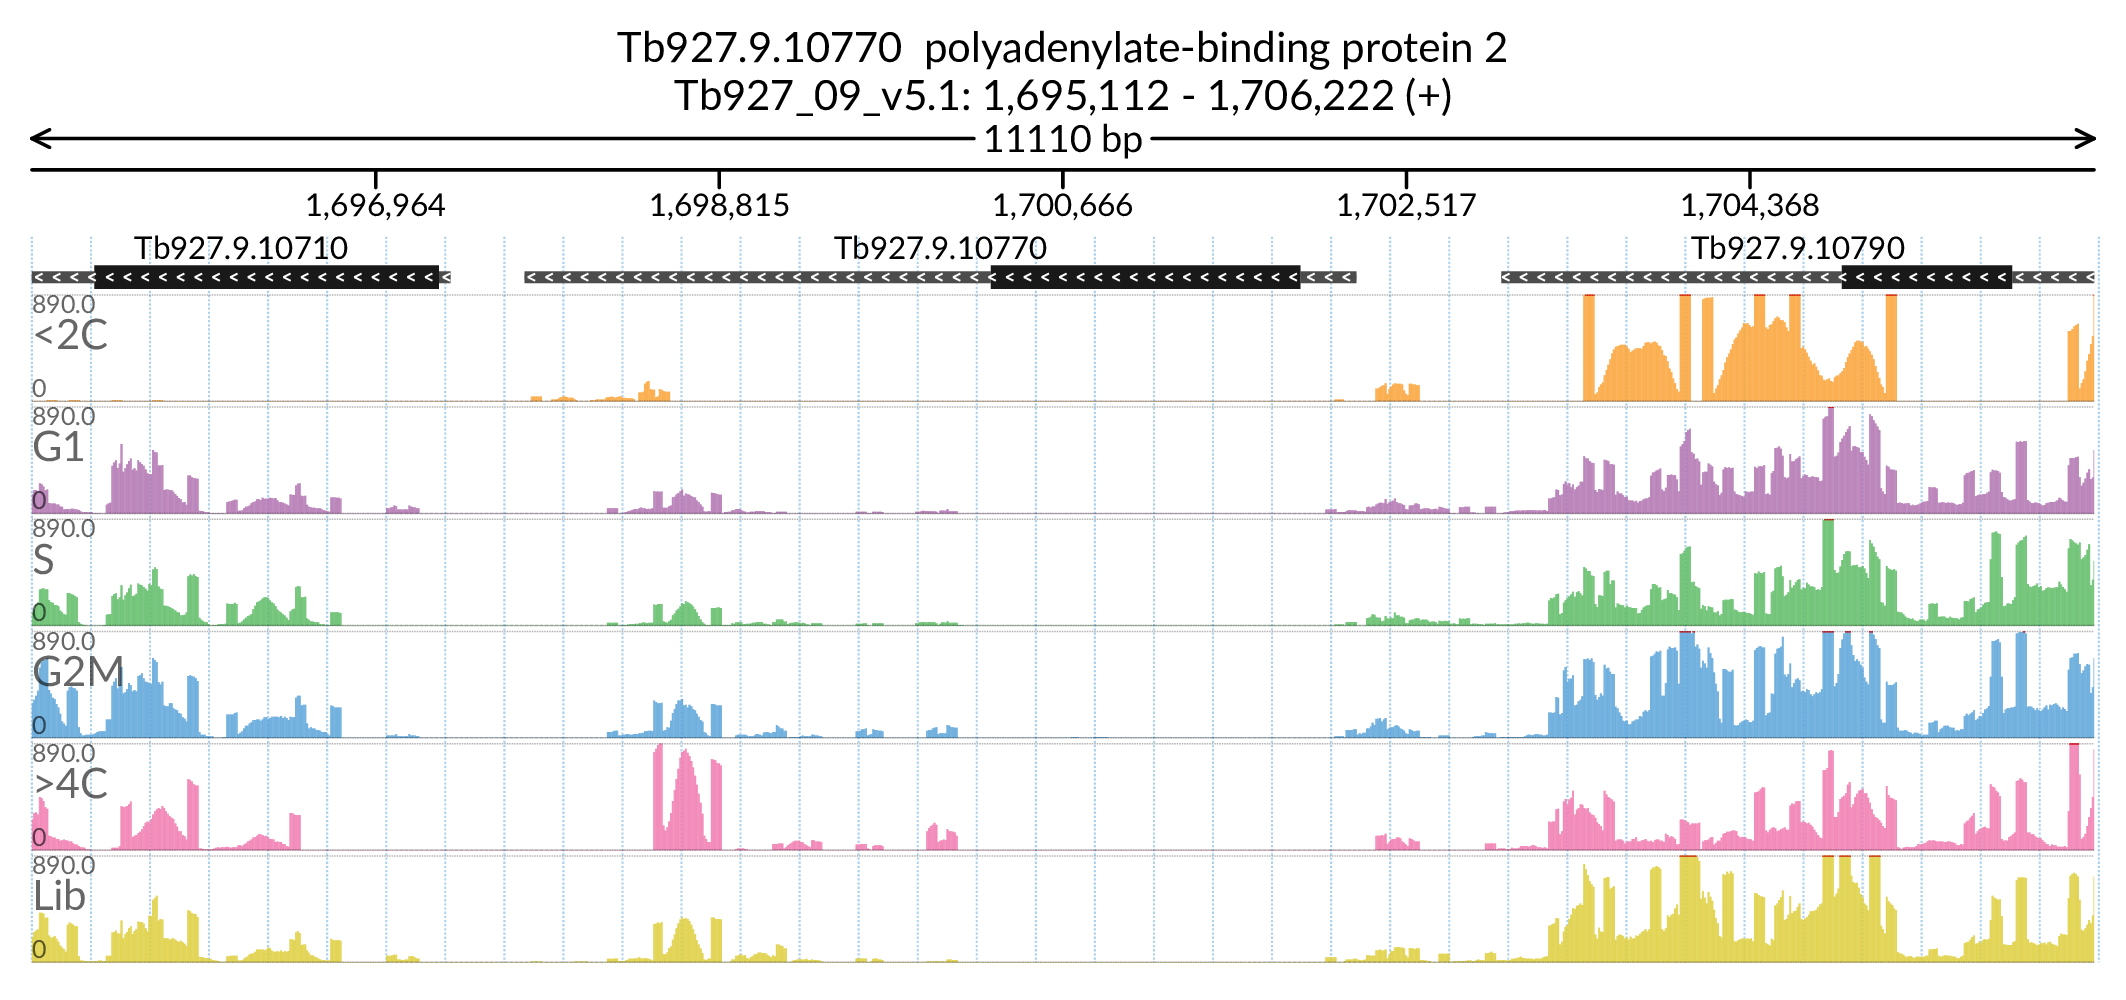 Tb927.9.10770  polyadenylate-binding protein 2
Tb927_09_v5.1: 1,695,112 - 1,706,222 (+)
11110 bp
1,696,964 1,698,815 1,700,666 1,702,517 1,704,368
Tb927.9.10710 Tb927.9.10770 Tb927.9.10790
890.0
<2C
0
890.0
G1
0
890.0
S
0
890.0
G2M
0
890.0
>4C
0
890.0
Lib
0